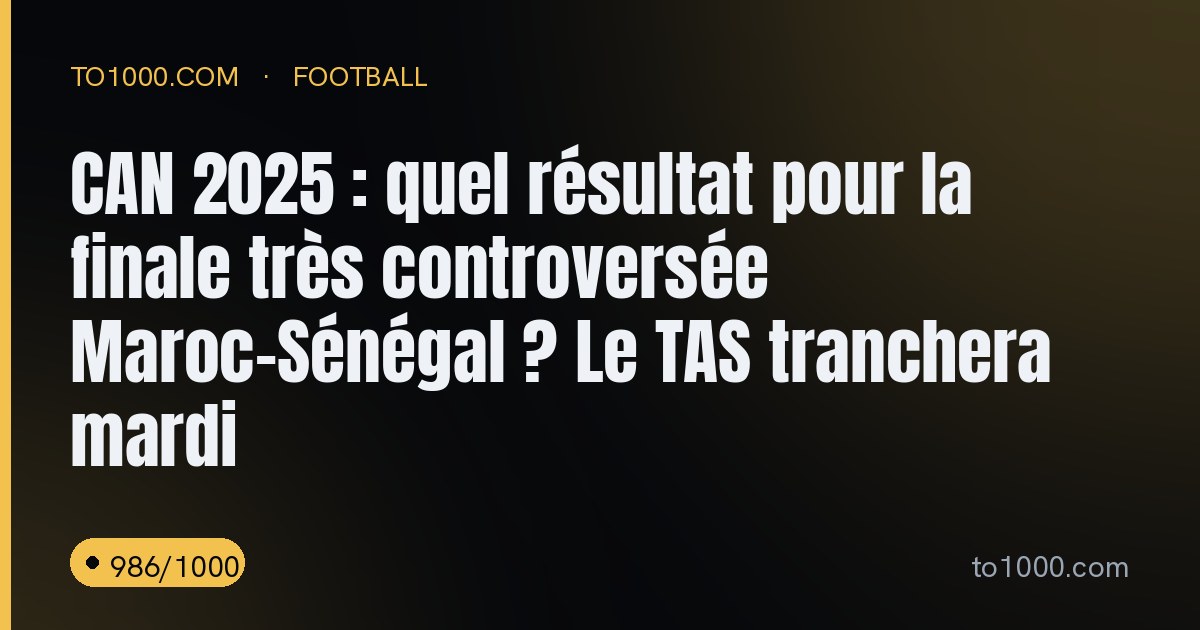 TO1000.COM · FOOTBALL
CAN 2025 : quel résultat pour la
finale très controversée
Maroc-Sénégal ? Le TAS tranchera
mardi
986/1000
to1000.com